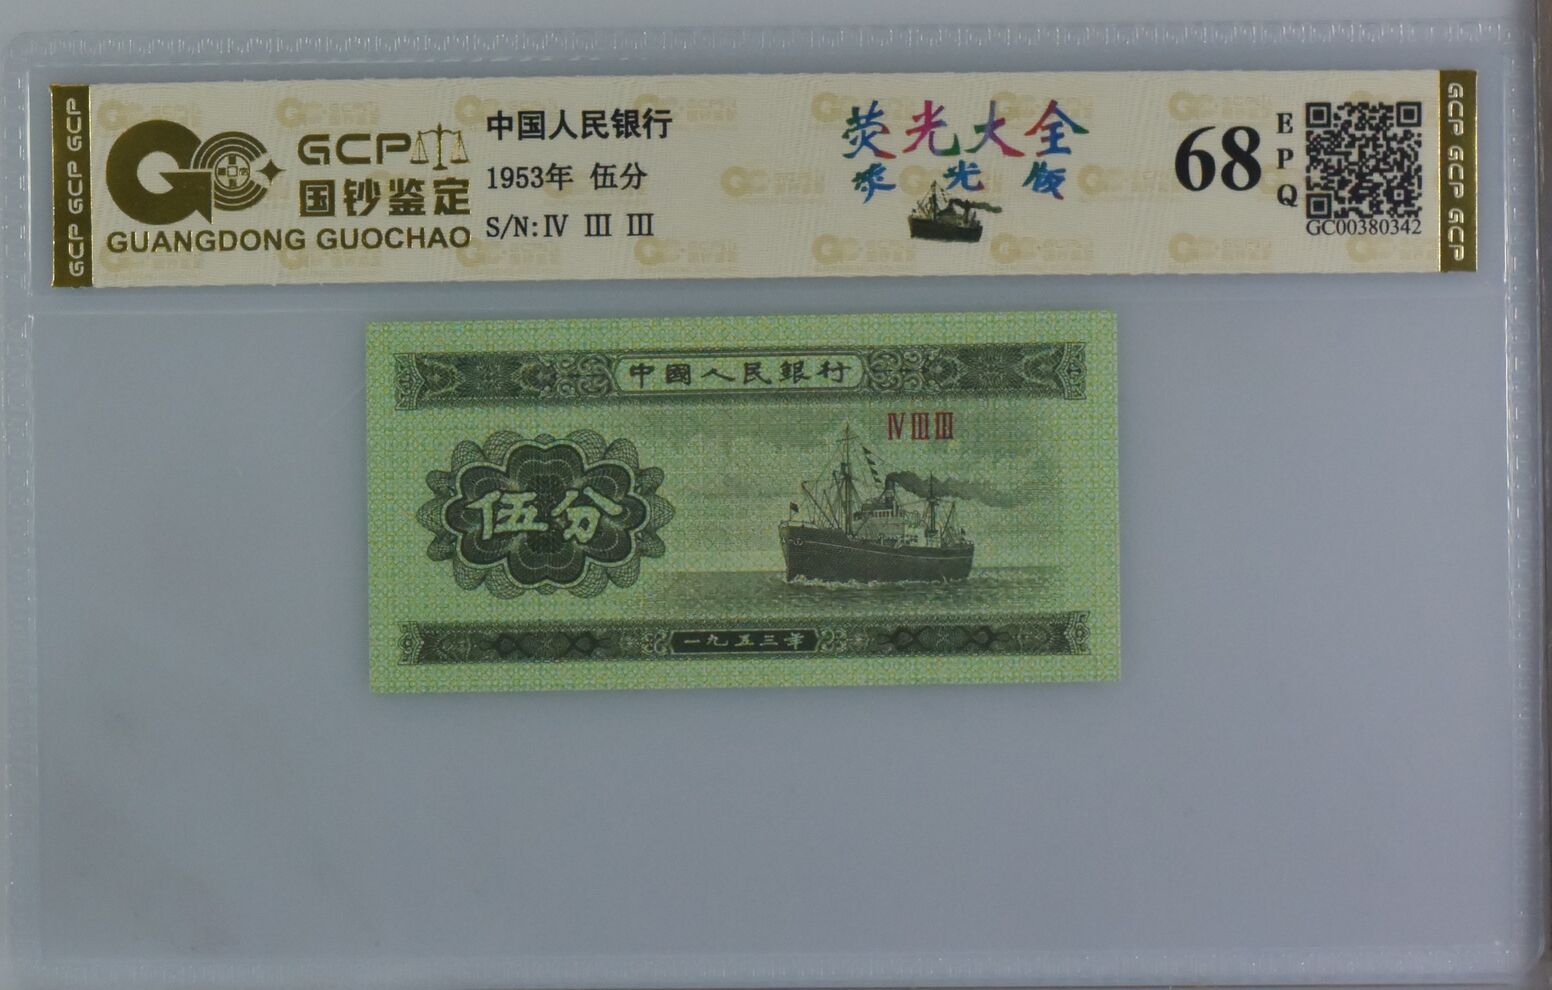 GCP GCP GCP
GCP
国钞鉴定
GUANGDONG GUOCHAO
中国人民银行
1953年 伍分
S/N:Ⅳ Ⅲ Ⅲ
荧光大全
光版
68
EPQ
GC00380342
GCP GCP GCP
中國人民銀行
ⅣⅢⅢ
伍分
一九五三年